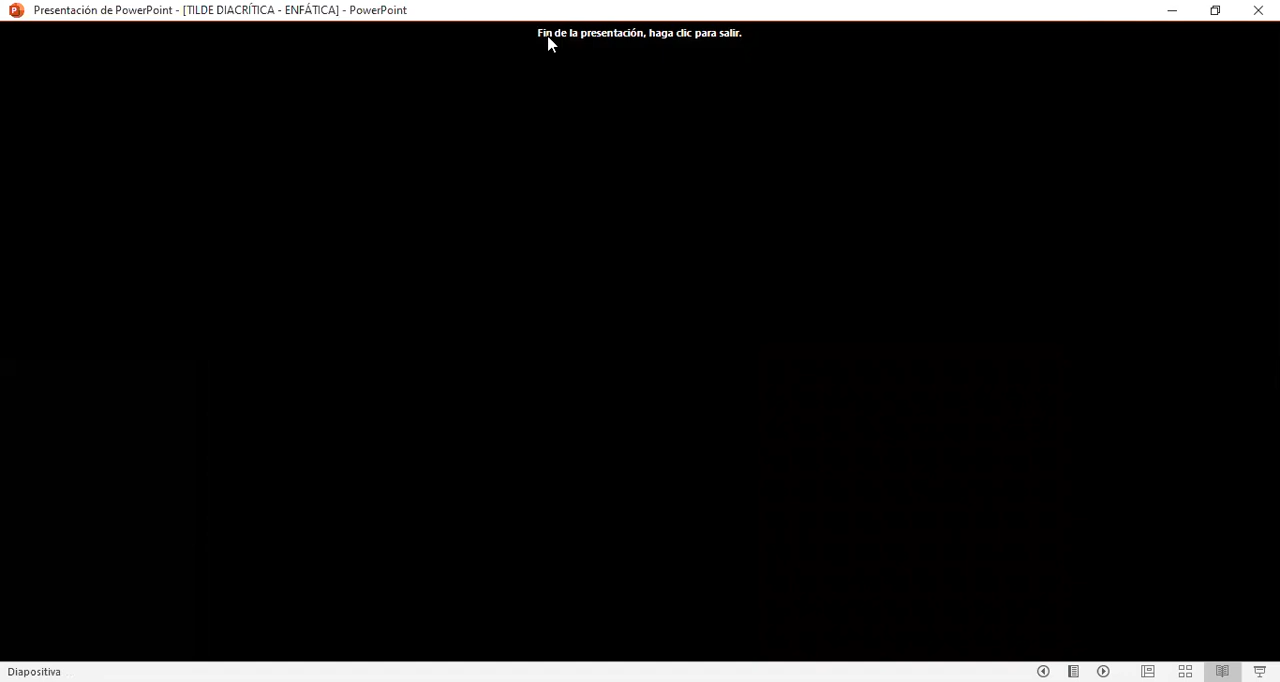 Presentación de PowerPoint - [TILDE DIACRÍTICA - ENFÁTICA] - PowerPoint
Fin de la presentación, haga clic para salir.
Diapositiva